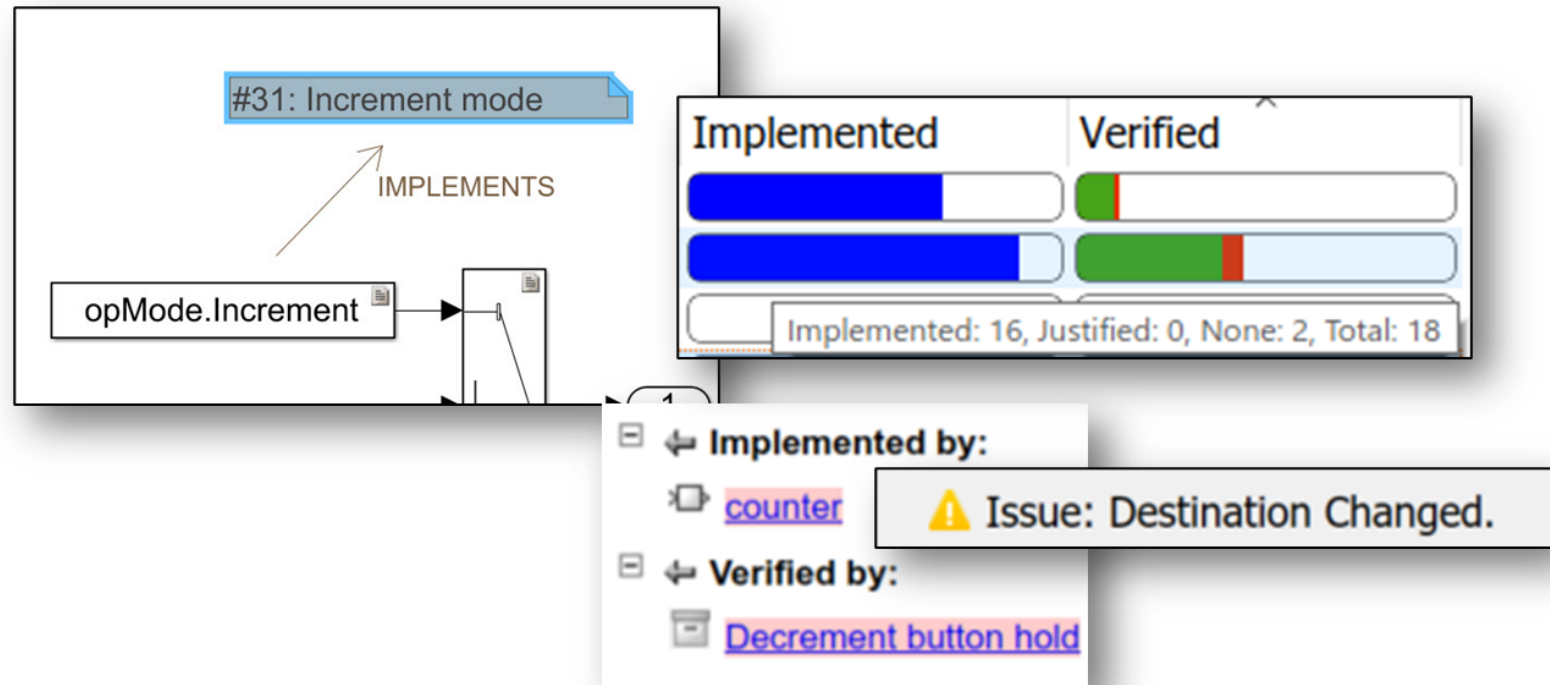 #31: Increment mode
IMPLEMENTS
opMode.Increment
1
Implemented Verified
Implemented: 16, Justified: 0, None: 2, Total: 18
Implemented by:
counter
Issue: Destination Changed.
Verified by:
Decrement button hold